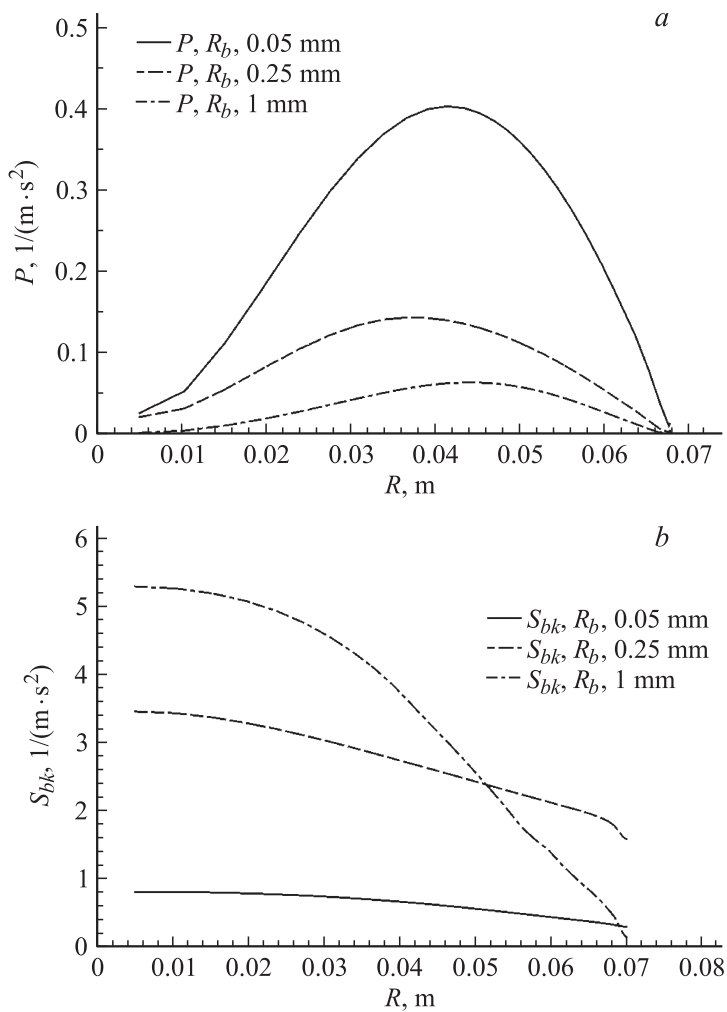 a
0.5
P, R_b, 0.05 mm
P, R_b, 0.25 mm
P, R_b, 1 mm
0.4
0.3
0.2
0.1
0
P, 1/(m·s²)
0 0.01 0.02 0.03 0.04 0.05 0.06 0.07
R, m
b
6
5
4
3
2
1
0
S_bk, R_b, 0.05 mm
S_bk, R_b, 0.25 mm
S_bk, R_b, 1 mm
S_bk, 1/(m·s²)
0 0.01 0.02 0.03 0.04 0.05 0.06 0.07 0.08
R, m